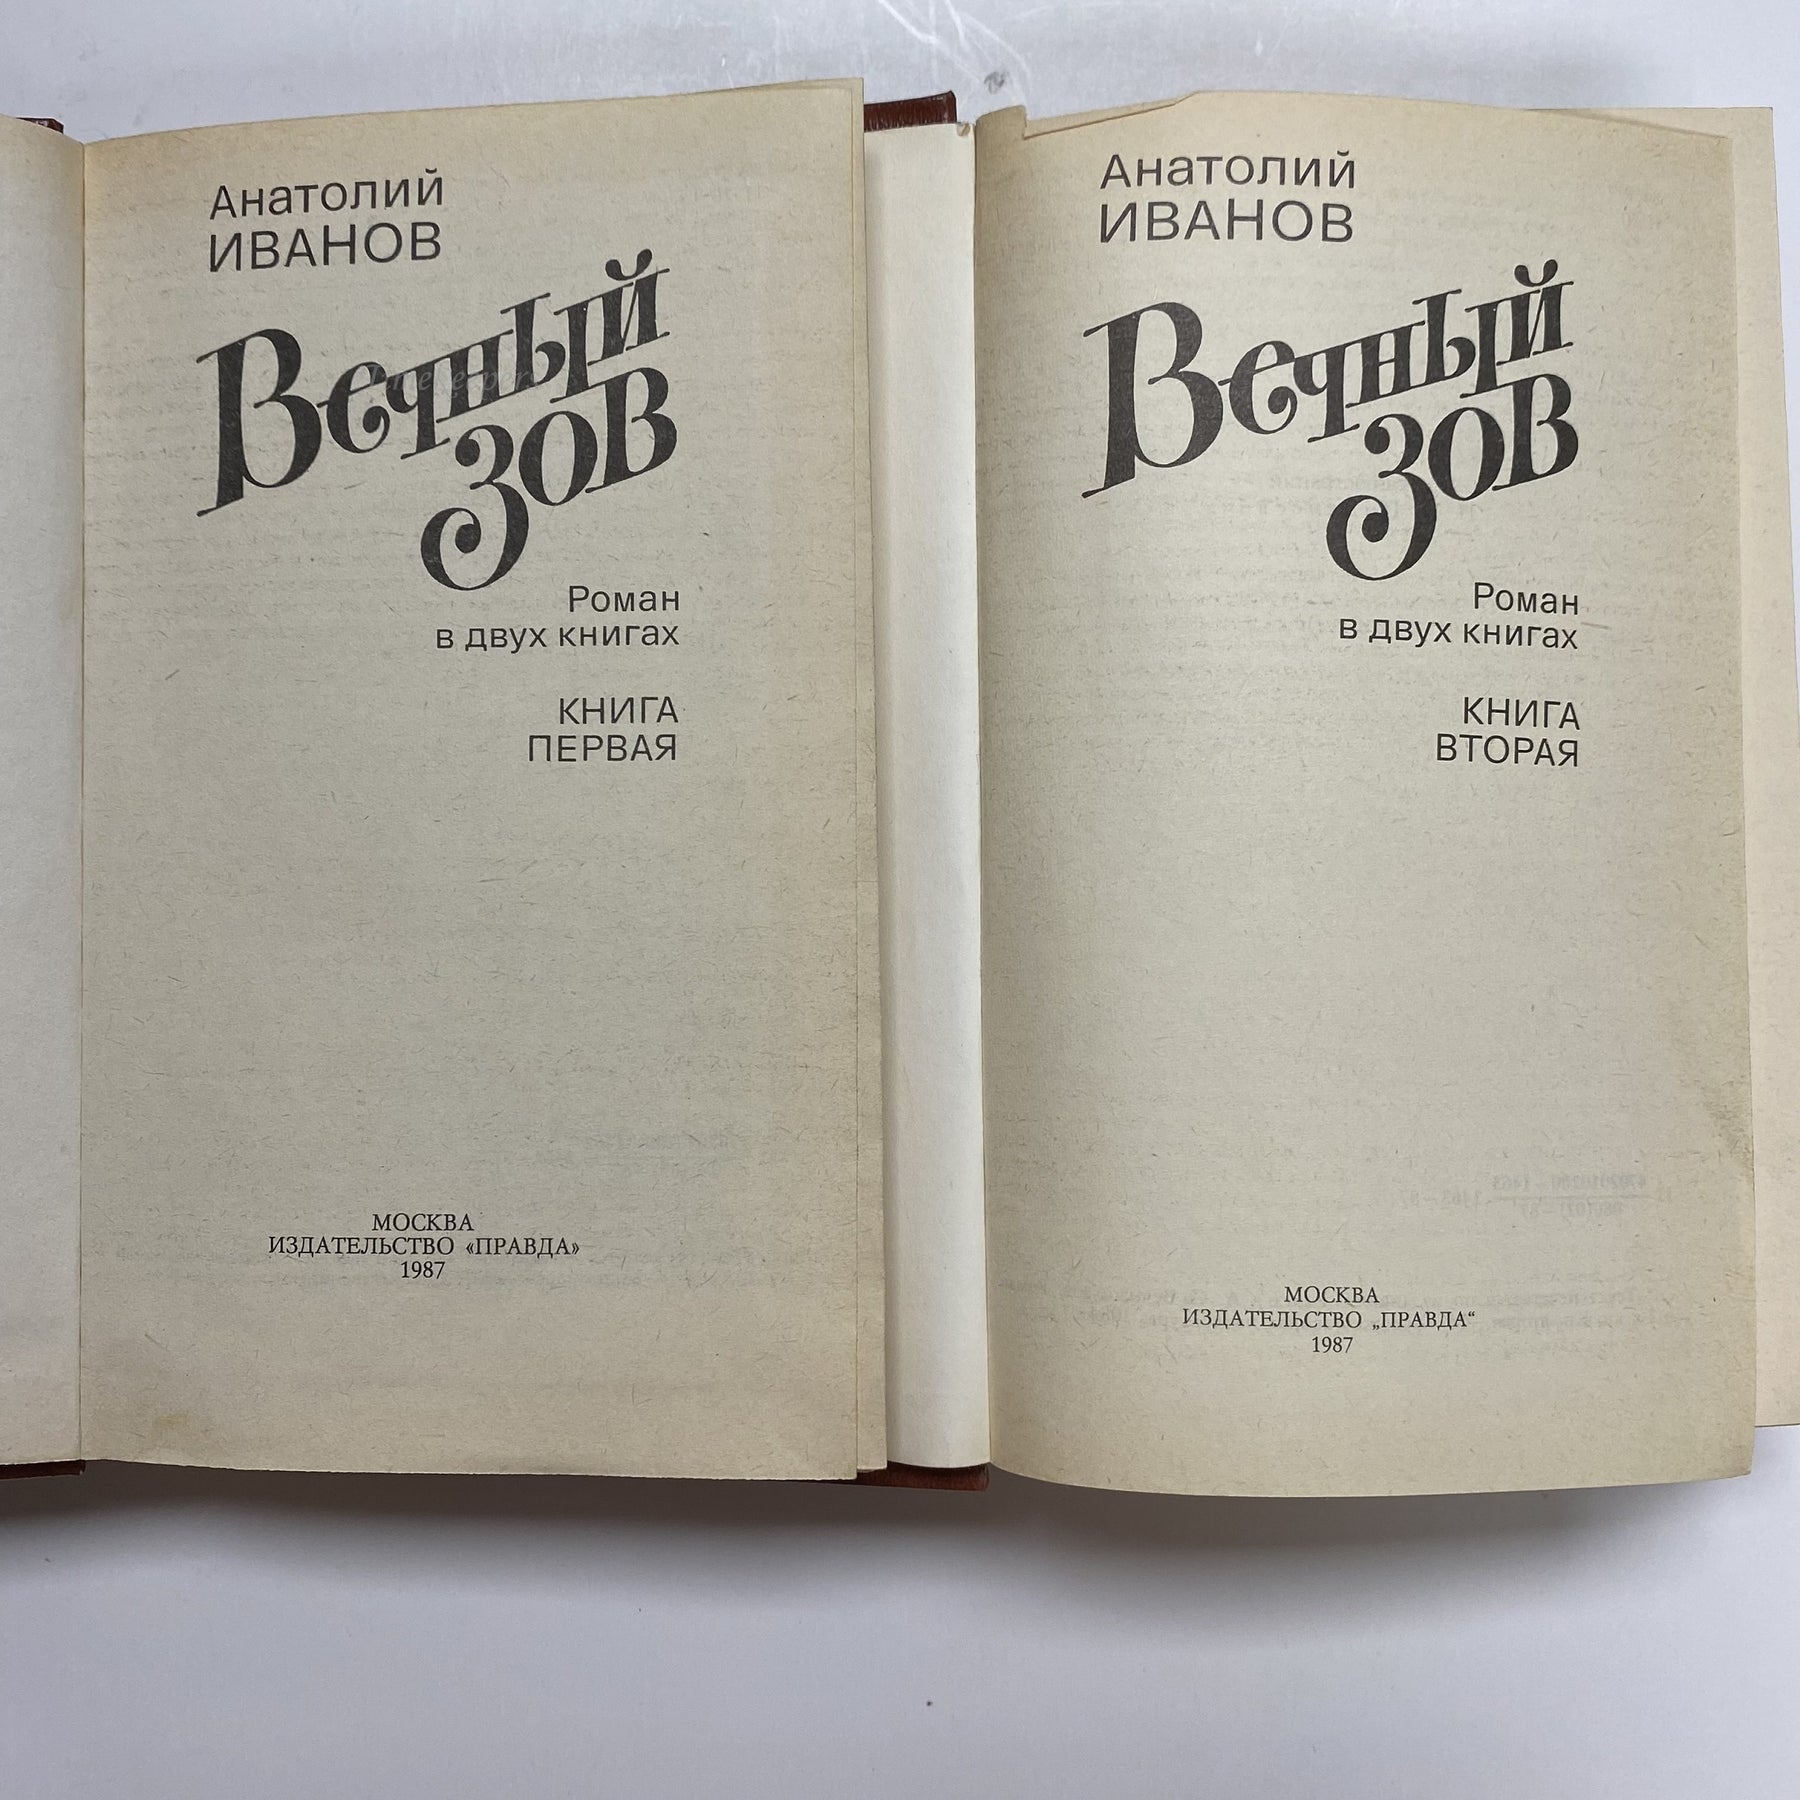 Анатолий
ИВАНОВ
Вечный
Зов
Роман
в двух книгах
КНИГА
ПЕРВАЯ
МОСКВА
ИЗДАТЕЛЬСТВО «ПРАВДА»
1987
Анатолий
ИВАНОВ
Вечный
Зов
Роман
в двух книгах
КНИГА
ВТОРАЯ
МОСКВА
ИЗДАТЕЛЬСТВО „ПРАВДА“
1987